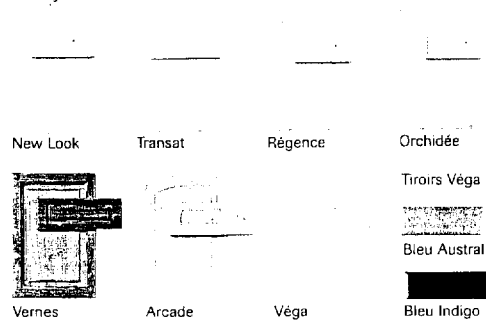 New Look Transat Régence Orchidée
Tiroirs Véga
Bleu Austral
Vernes Arcade Véga Bleu Indigo